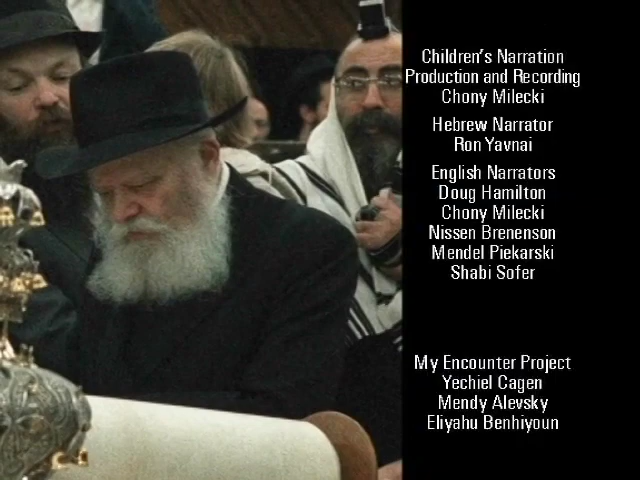 Children's Narration
Production and Recording
Chony Milecki
Hebrew Narrator
Ron Yavnai
English Narrators
Doug Hamilton
Chony Milecki
Nissen Brenenson
Mendel Piekarski
Shabi Sofer
My Encounter Project
Yechiel Cagen
Mendy Alevsky
Eliyahu Benhiyoun